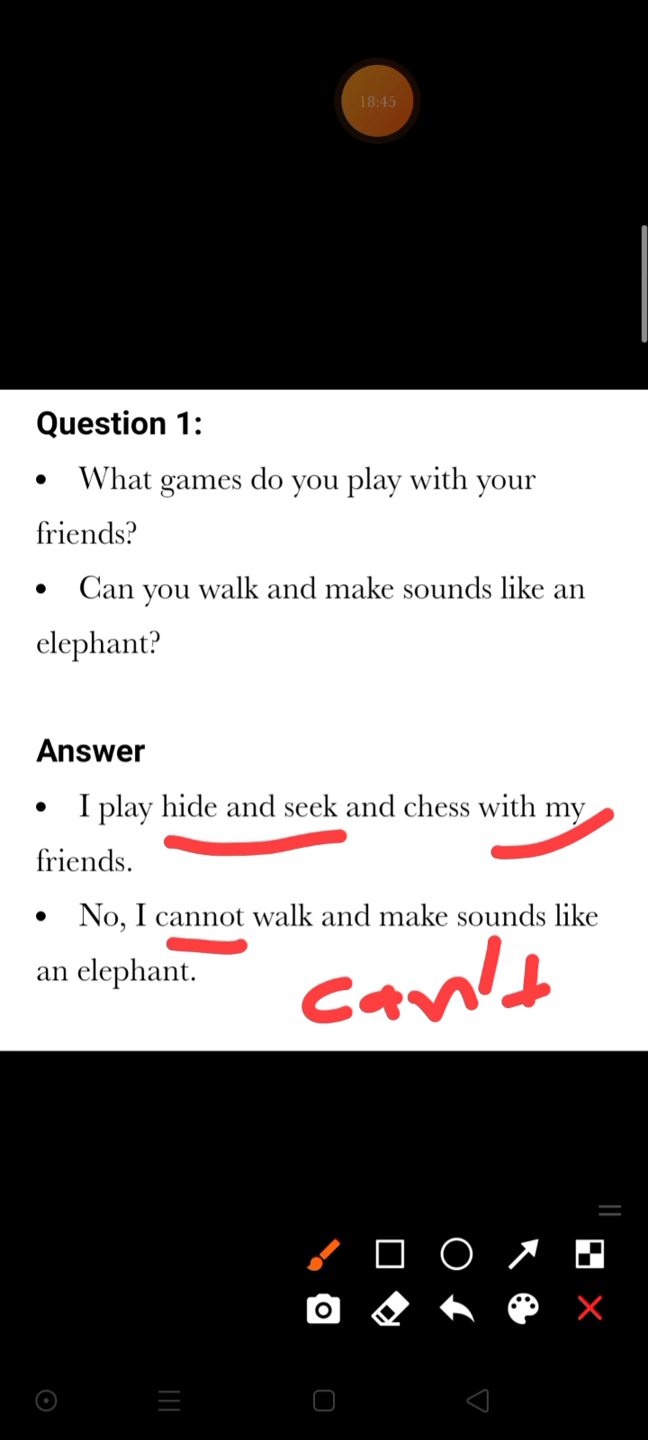 18:45
Question 1:
• What games do you play with your
friends?
• Can you walk and make sounds like an
elephant?
Answer
• I play hide and seek and chess with my
friends.
• No, I cannot walk and make sounds like
an elephant.
can't